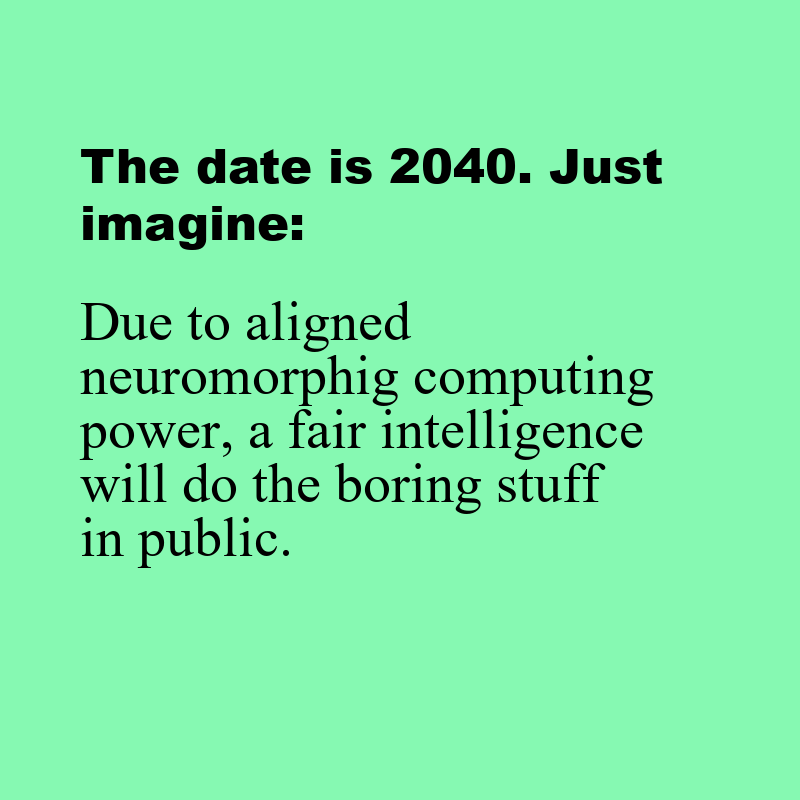 The date is 2040. Just
imagine:
Due to aligned
neuromorphig computing
power, a fair intelligence
will do the boring stuff
in public.